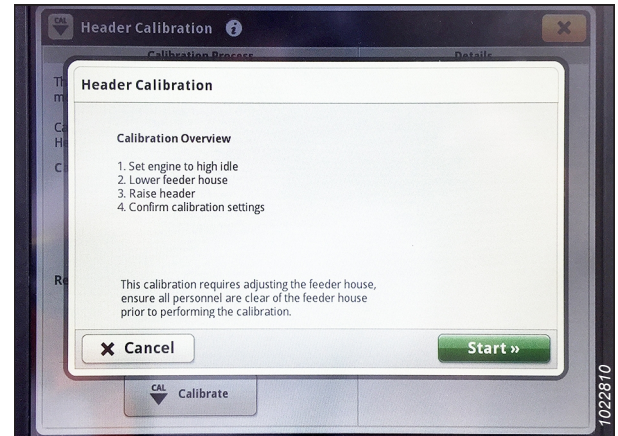 CAL
Header Calibration i
Calibration Process Details
Header Calibration
Calibration Overview
1. Set engine to high idle
2. Lower feeder house
3. Raise header
4. Confirm calibration settings
This calibration requires adjusting the feeder house,
ensure all personnel are clear of the feeder house
prior to performing the calibration.
Cancel
Start »
CAL
Calibrate
1022810